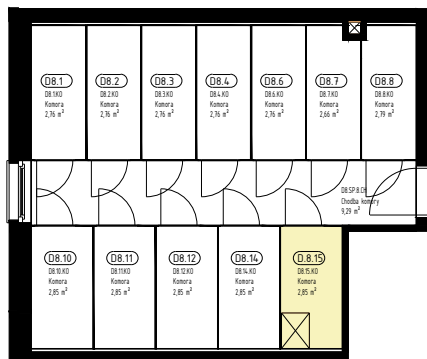 D8.1
D8.1.KO
Komora
2,76 m²
D8.2
D8.2.KO
Komora
2,76 m²
D8.3
D8.3.KO
Komora
2,76 m²
D8.4
D8.4.KO
Komora
2,76 m²
D8.6
D8.6.KO
Komora
2,76 m²
D8.7
D8.7.KO
Komora
2,66 m²
D8.8
D8.8.KO
Komora
2,79 m²
D8.SP.8.CH
Chodba komory
9,29 m²
D8.10
D8.10.KO
Komora
2,85 m²
D8.11
D8.11.KO
Komora
2,85 m²
D8.12
D8.12.KO
Komora
2,85 m²
D8.14
D8.14.KO
Komora
2,85 m²
D.8.15
D8.15.KO
Komora
2,85 m²